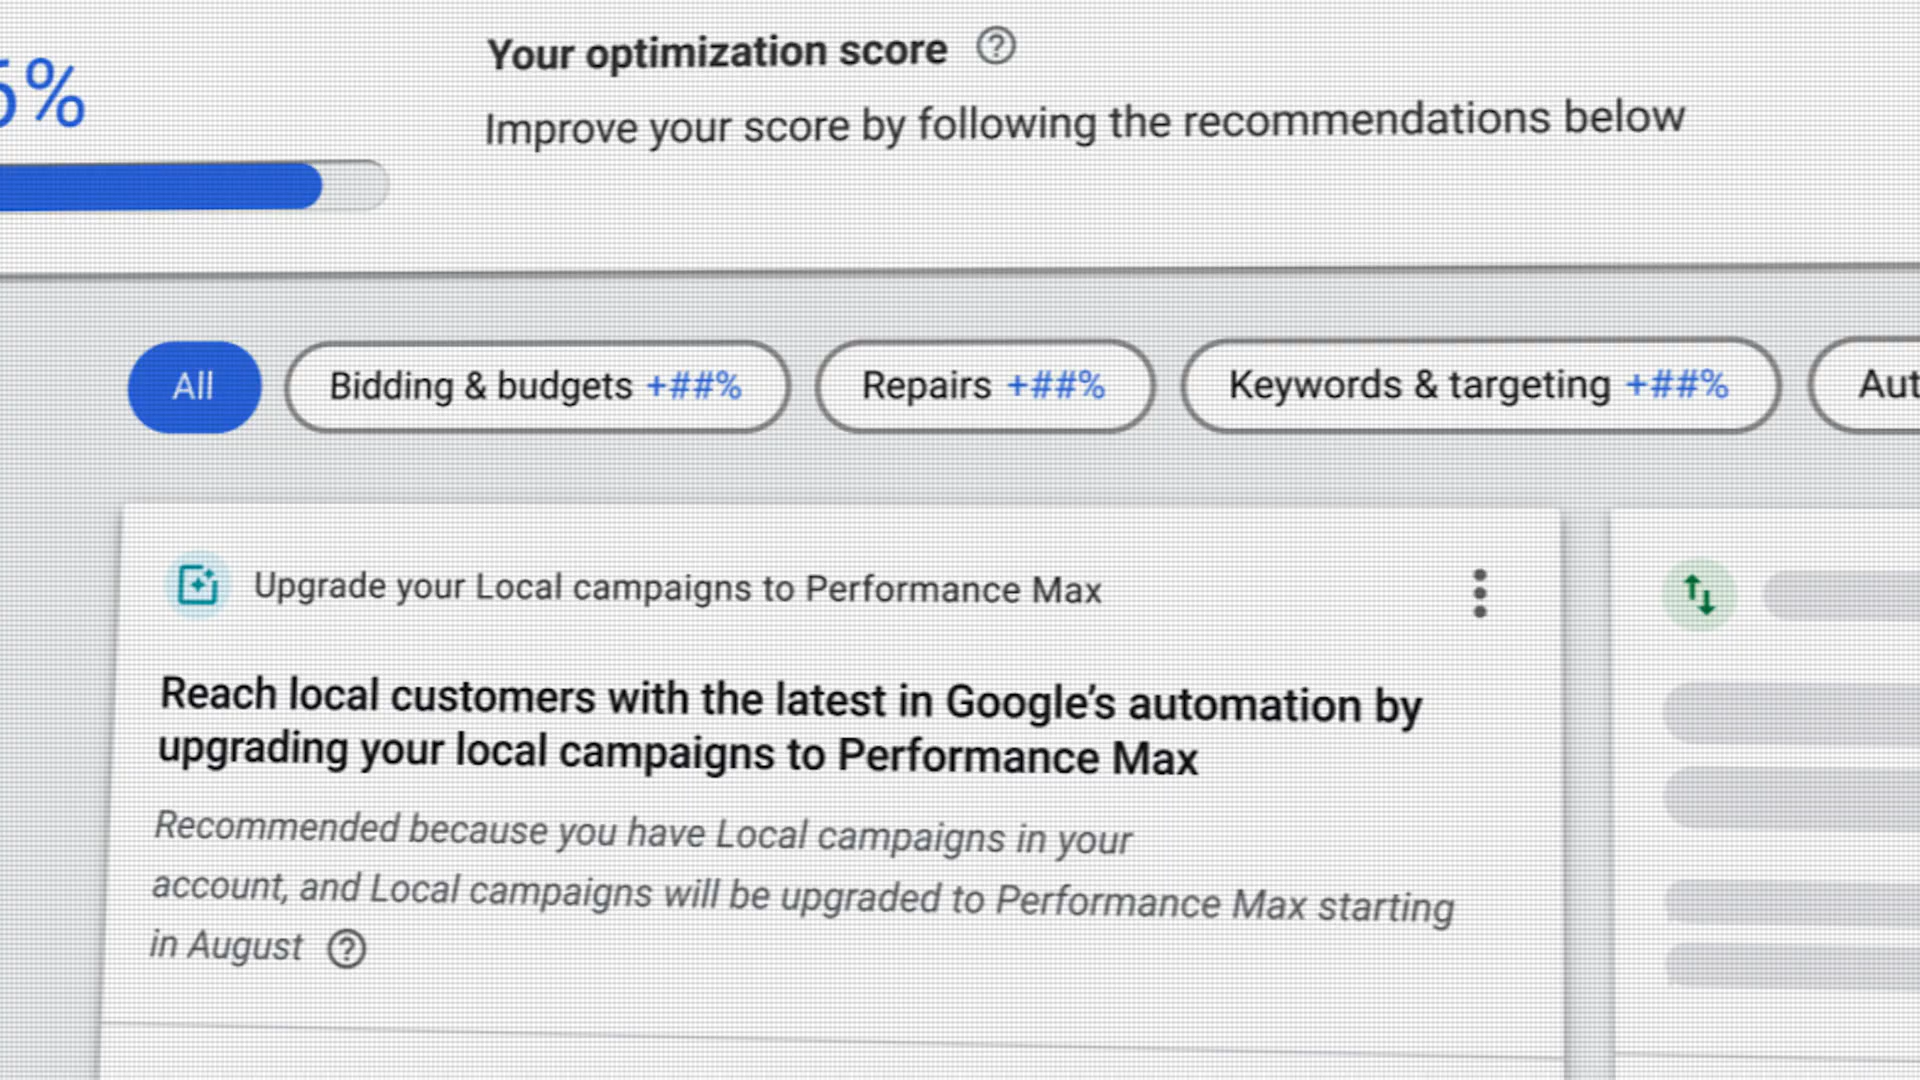 5%
Your optimization score
Improve your score by following the recommendations below
All
Bidding & budgets +##%
Repairs +##%
Keywords & targeting +##%
Aut
Upgrade your Local campaigns to Performance Max
Reach local customers with the latest in Google’s automation by
upgrading your local campaigns to Performance Max
Recommended because you have Local campaigns in your
account, and Local campaigns will be upgraded to Performance Max starting
in August